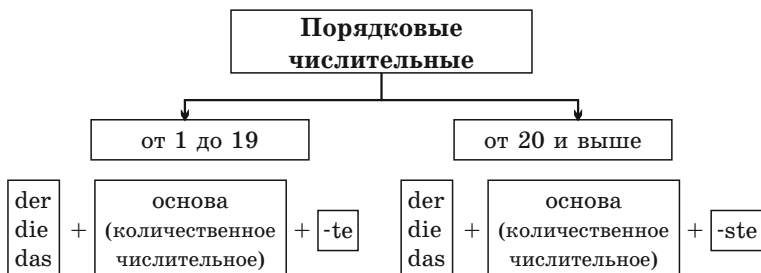 Порядковые
числительные
от 1 до 19
от 20 и выше
der
die
das
+
основа
(количественное
числительное)
+
-te
der
die
das
+
основа
(количественное
числительное)
+
-ste